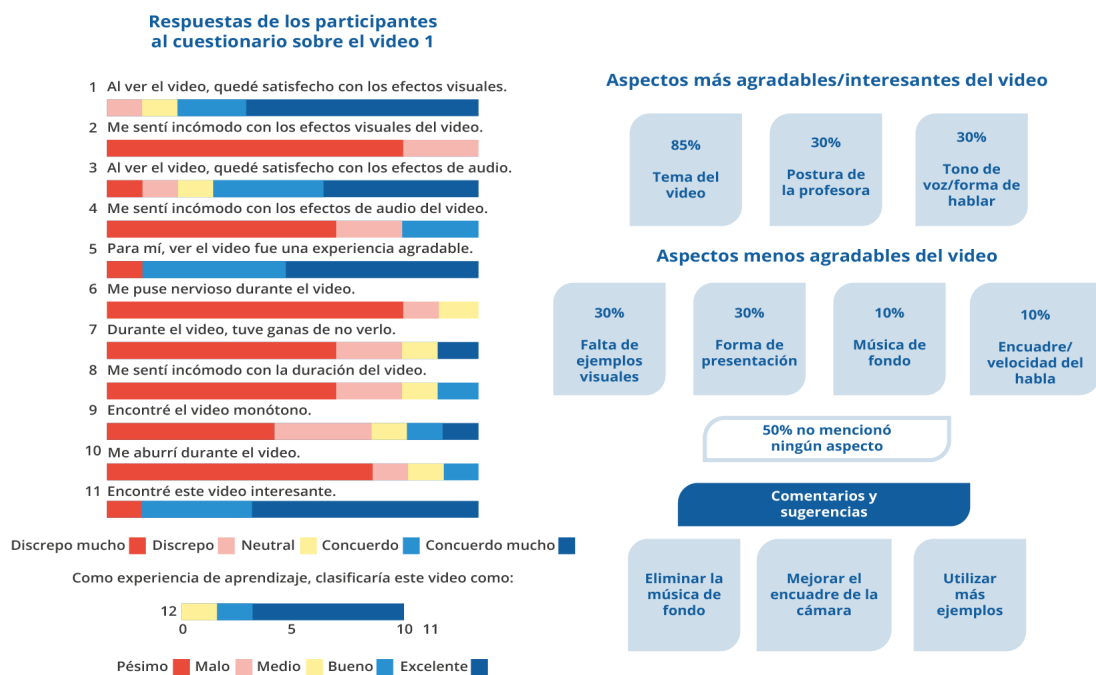 Respuestas de los participantes
al cuestionario sobre el video 1
1 Al ver el video, quedé satisfecho con los efectos visuales.
2 Me sentí incómodo con los efectos visuales del video.
3 Al ver el video, quedé satisfecho con los efectos de audio.
4 Me sentí incómodo con los efectos de audio del video.
5 Para mí, ver el video fue una experiencia agradable.
6 Me puse nervioso durante el video.
7 Durante el video, tuve ganas de no verlo.
8 Me sentí incómodo con la duración del video.
9 Encontré el video monótono.
10 Me aburrí durante el video.
11 Encontré este video interesante.
Discrepo mucho Discrepo Neutral Concuerdo Concuerdo mucho
Como experiencia de aprendizaje, clasificaría este video como:
12
0 5 10 11
Pésimo Malo Medio Bueno Excelente
Aspectos más agradables/interesantes del video
85%
Tema del
video
30%
Postura de
la profesora
30%
Tono de
voz/forma de
hablar
Aspectos menos agradables del video
30%
Falta de
ejemplos
visuales
30%
Forma de
presentación
10%
Música de
fondo
10%
Encuadre/
velocidad del
habla
50% no mencionó
ningún aspecto
Comentarios y
sugerencias
Eliminar la
música de
fondo
Mejorar el
encuadre de la
cámara
Utilizar
más
ejemplos